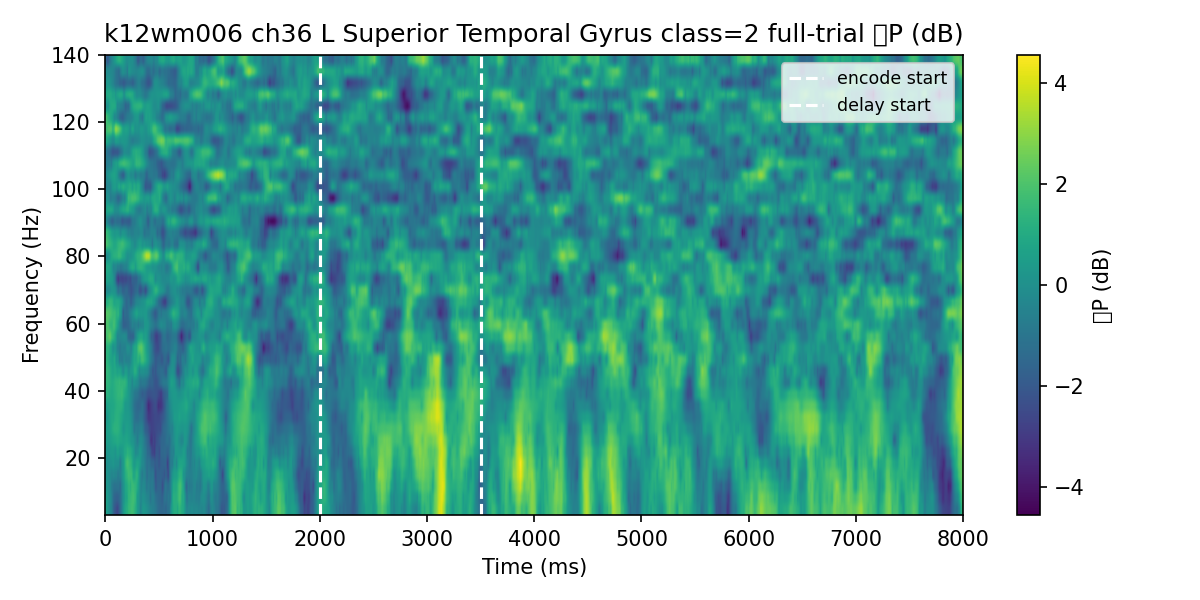 k12wm006 ch36 L Superior Temporal Gyrus class=2 full-trial ▯P (dB)
encode start
delay start
140
120
100
80
60
40
20
Frequency (Hz)
0 1000 2000 3000 4000 5000 6000 7000 8000
Time (ms)
4
2
0
−2
−4
▯P (dB)